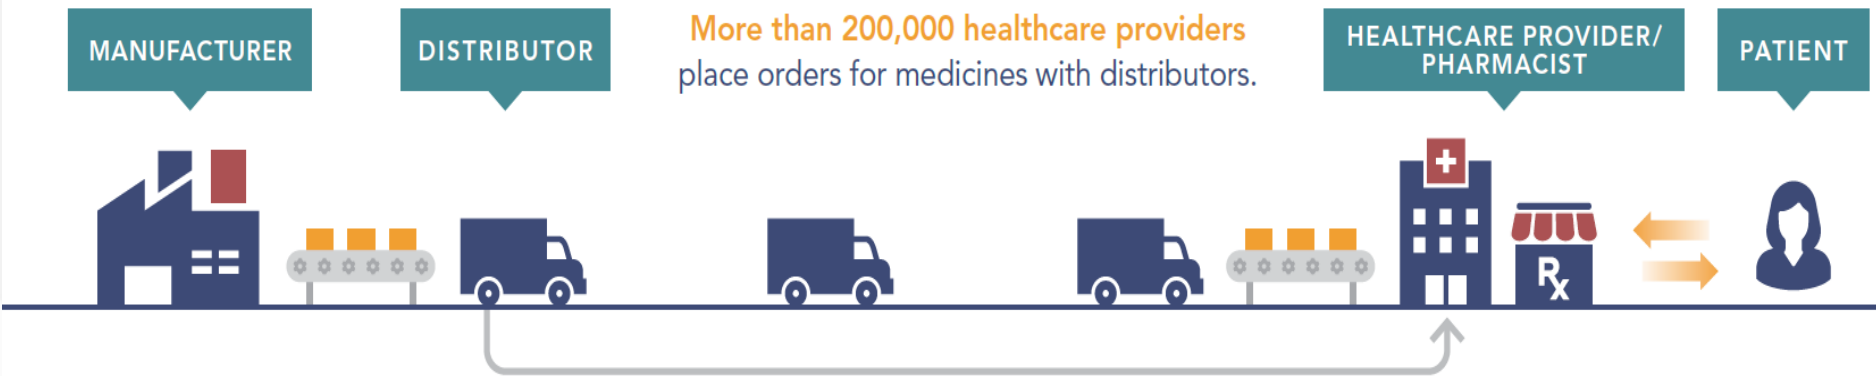 MANUFACTURER
DISTRIBUTOR
More than 200,000 healthcare providers
place orders for medicines with distributors.
HEALTHCARE PROVIDER/
PHARMACIST
PATIENT
Rx